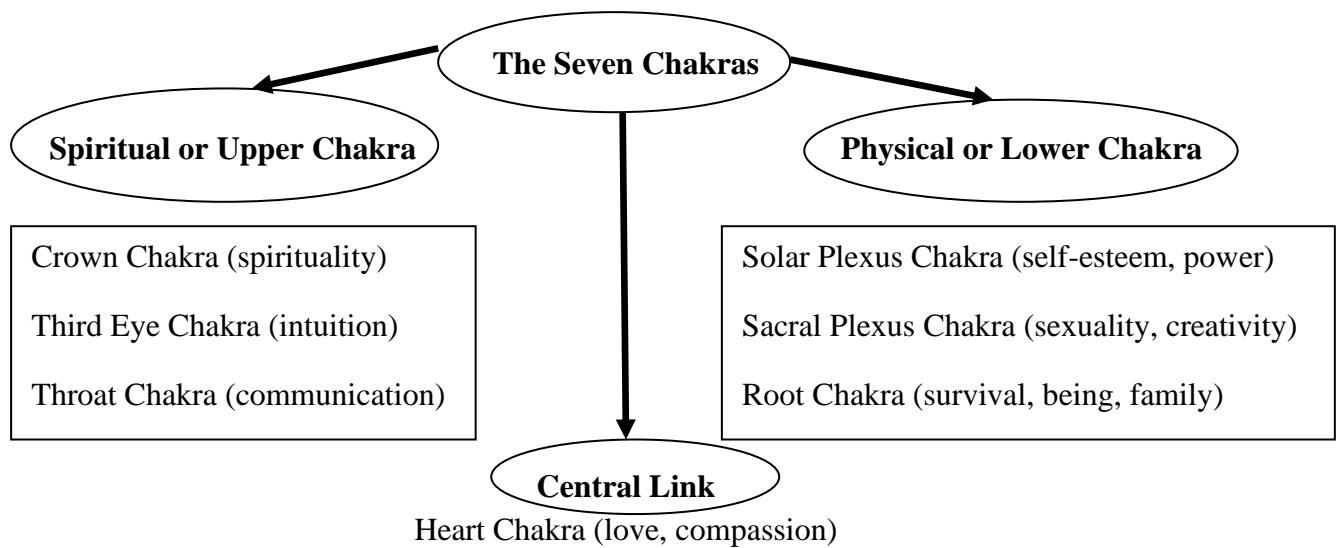 The Seven Chakras
Spiritual or Upper Chakra
Physical or Lower Chakra
Crown Chakra (spirituality)
Third Eye Chakra (intuition)
Throat Chakra (communication)
Solar Plexus Chakra (self-esteem, power)
Sacral Plexus Chakra (sexuality, creativity)
Root Chakra (survival, being, family)
Central Link
Heart Chakra (love, compassion)